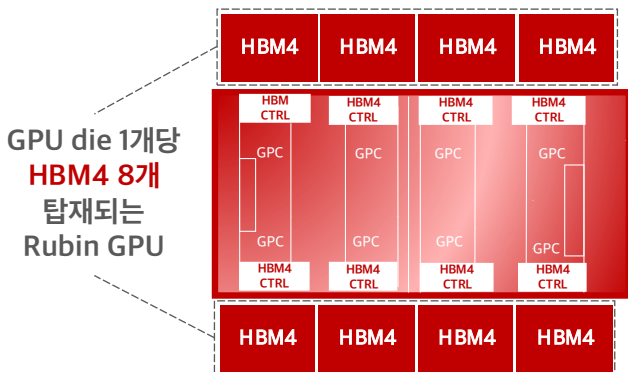 HBM4 HBM4 HBM4 HBM4
HBM CTRL HBM4 CTRL HBM4 CTRL HBM4 CTRL
GPC GPC GPC GPC
GPU die 1개당
HBM4 8개
탑재되는
Rubin GPU
GPC GPC GPC GPC
HBM4 CTRL HBM4 CTRL HBM4 CTRL HBM4 CTRL
HBM4 HBM4 HBM4 HBM4